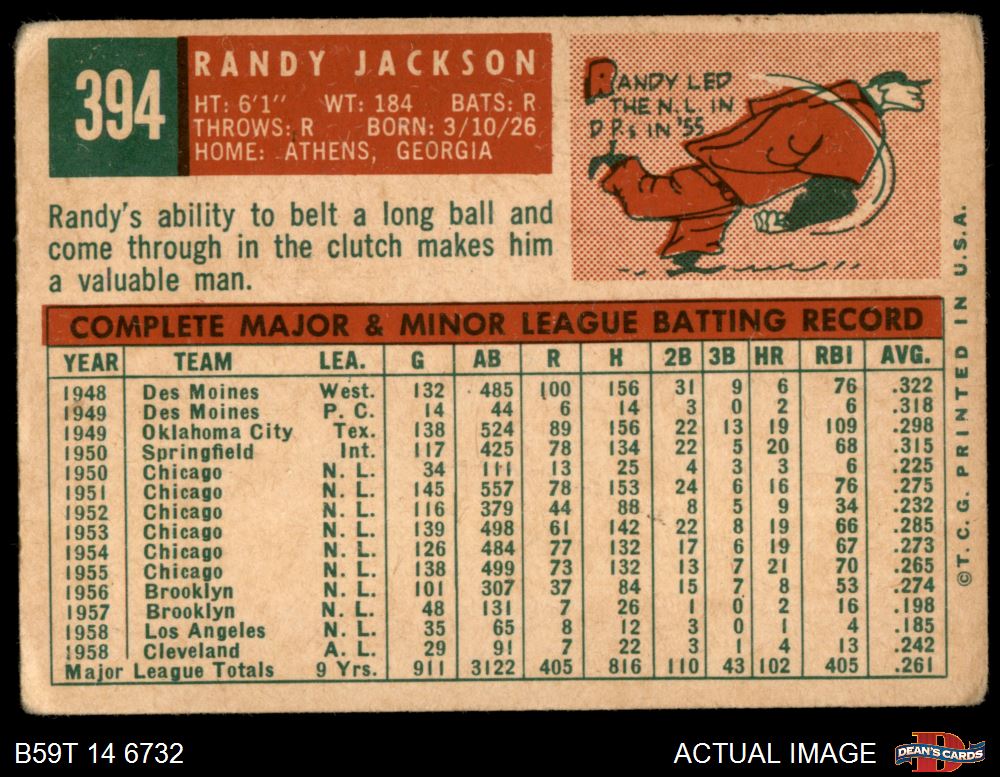 394
RANDY JACKSON
HT: 6'1" WT: 184 BATS: R
THROWS: R BORN: 3/10/26
HOME: ATHENS, GEORGIA
RANDY LED
THE N.L. IN
D.P.s IN '55
Randy's ability to belt a long ball and
come through in the clutch makes him
a valuable man.
COMPLETE MAJOR & MINOR LEAGUE BATTING RECORD
YEAR TEAM LEA. G AB R H 2B 3B HR RBI AVG.
1948 Des Moines West. 132 485 100 156 31 9 6 76 .322
1949 Des Moines P. C. 14 44 6 14 3 0 2 6 .318
1949 Oklahoma City Tex. 138 524 89 156 22 13 19 109 .298
1950 Springfield Int. 117 425 78 134 22 5 20 68 .315
1950 Chicago N. L. 34 111 13 25 4 3 3 6 .225
1951 Chicago N. L. 145 557 78 153 24 6 16 76 .275
1952 Chicago N. L. 116 379 44 88 8 5 9 34 .232
1953 Chicago N. L. 139 498 61 142 22 8 19 66 .285
1954 Chicago N. L. 126 484 77 132 17 6 19 67 .273
1955 Chicago N. L. 138 499 73 132 13 7 21 70 .265
1956 Brooklyn N. L. 101 307 37 84 15 7 8 53 .274
1957 Brooklyn N. L. 48 131 7 26 1 0 2 16 .198
1958 Los Angeles N. L. 35 65 8 12 3 0 1 4 .185
1958 Cleveland A. L. 29 91 7 22 3 1 4 13 .242
Major League Totals 9 Yrs. 911 3122 405 816 110 43 102 405 .261
© T. C. G. PRINTED IN U.S.A.
B59T 14 6732
ACTUAL IMAGE
D
DEAN'S CARDS